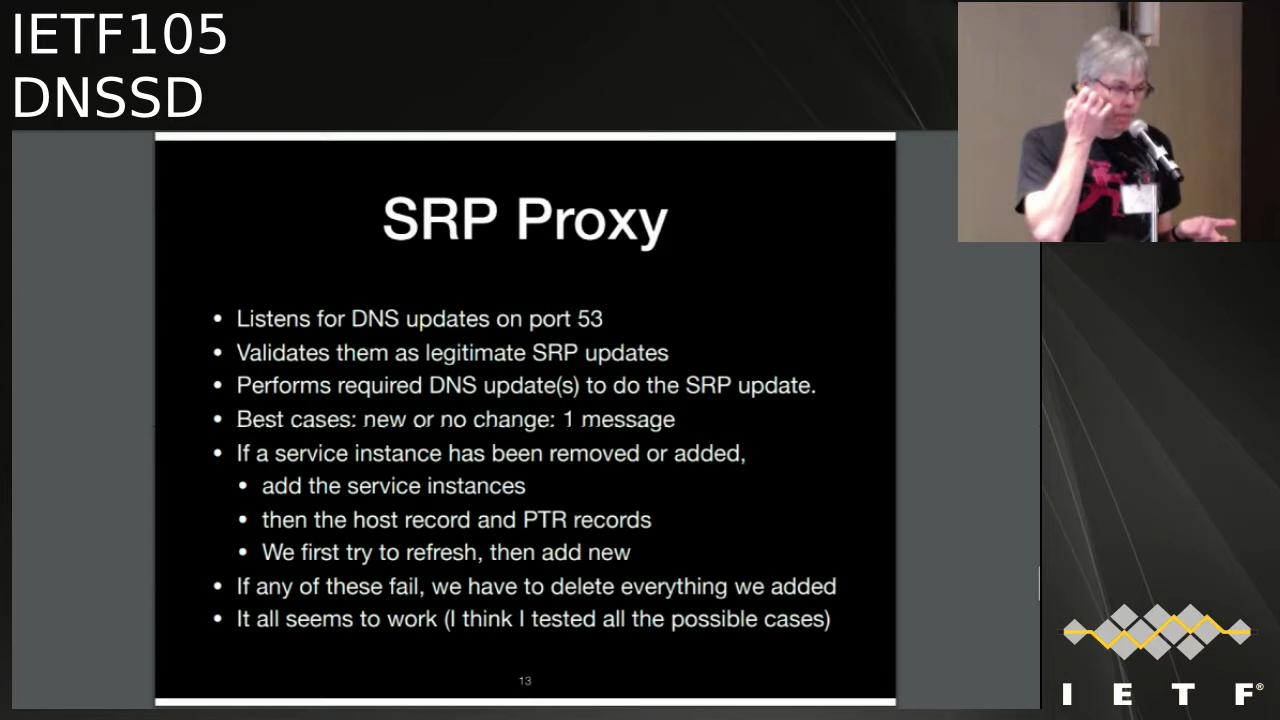 IETF105
DNSSD
SRP Proxy
• Listens for DNS updates on port 53
• Validates them as legitimate SRP updates
• Performs required DNS update(s) to do the SRP update.
• Best cases: new or no change: 1 message
• If a service instance has been removed or added,
• add the service instances
• then the host record and PTR records
• We first try to refresh, then add new
• If any of these fail, we have to delete everything we added
• It all seems to work (I think I tested all the possible cases)
13
I E T F®